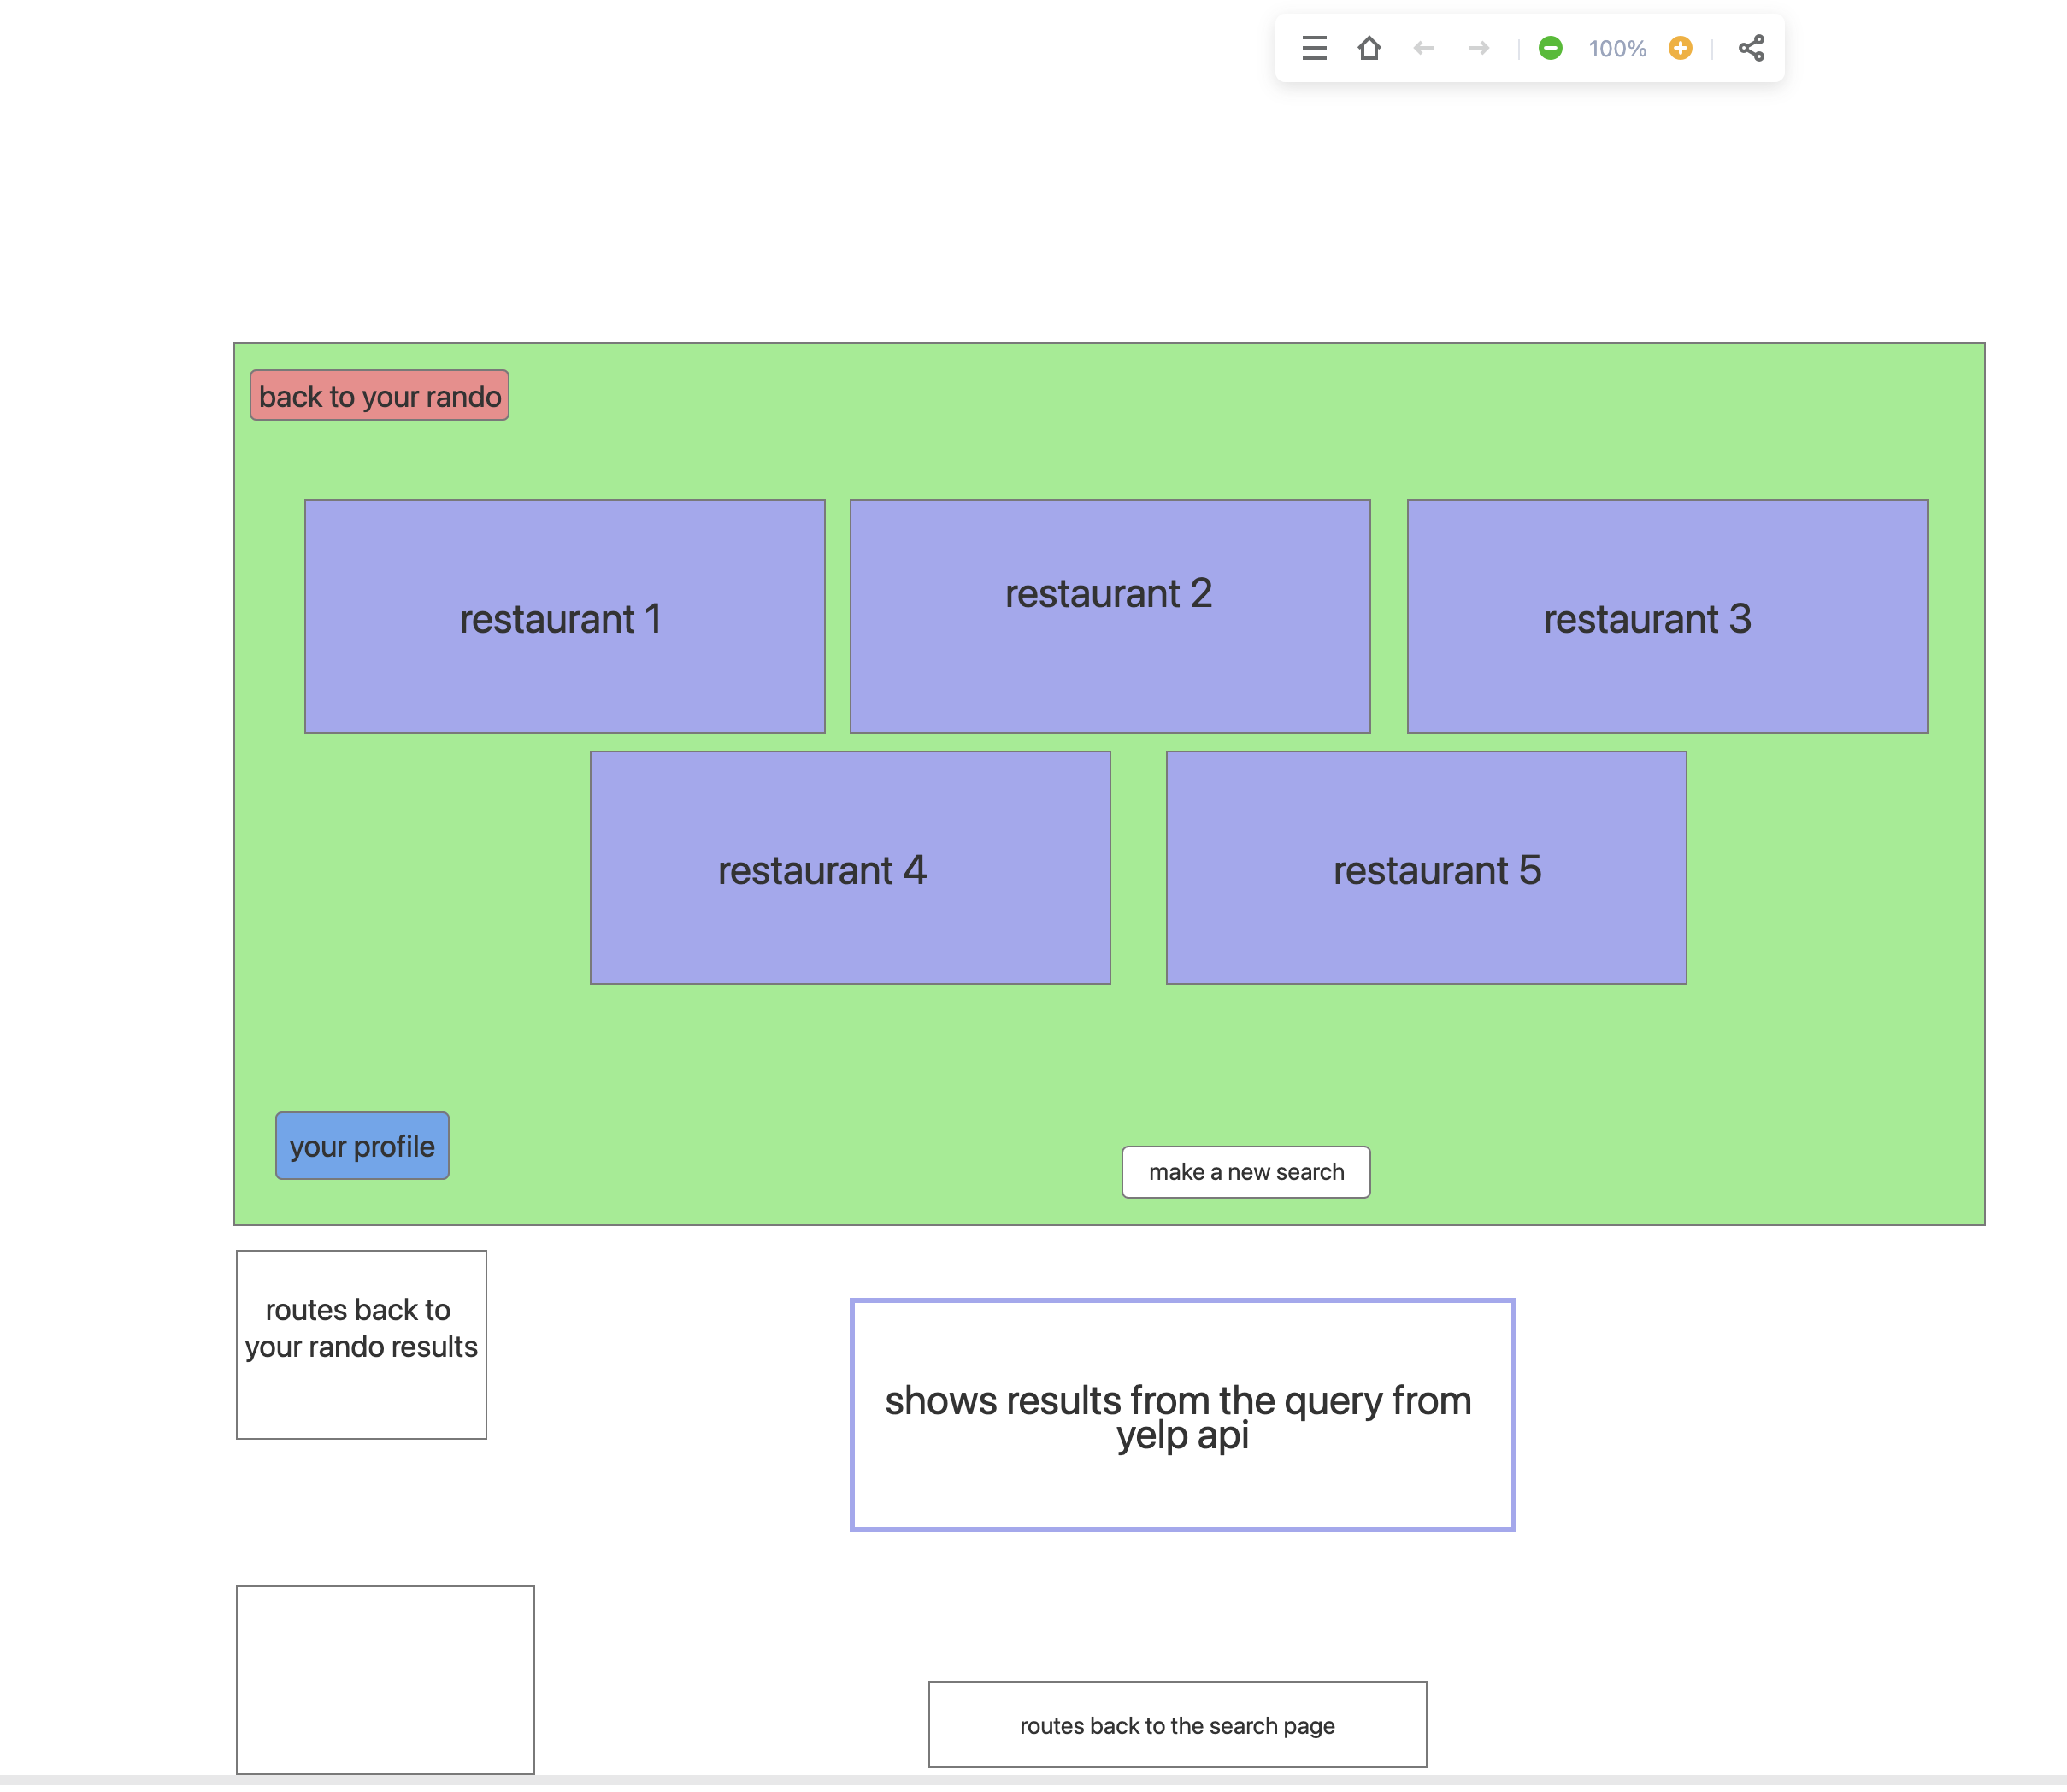 100%
back to your rando
restaurant 1
restaurant 2
restaurant 3
restaurant 4
restaurant 5
your profile
make a new search
routes back to
your rando results
shows results from the query from
yelp api
routes back to the search page